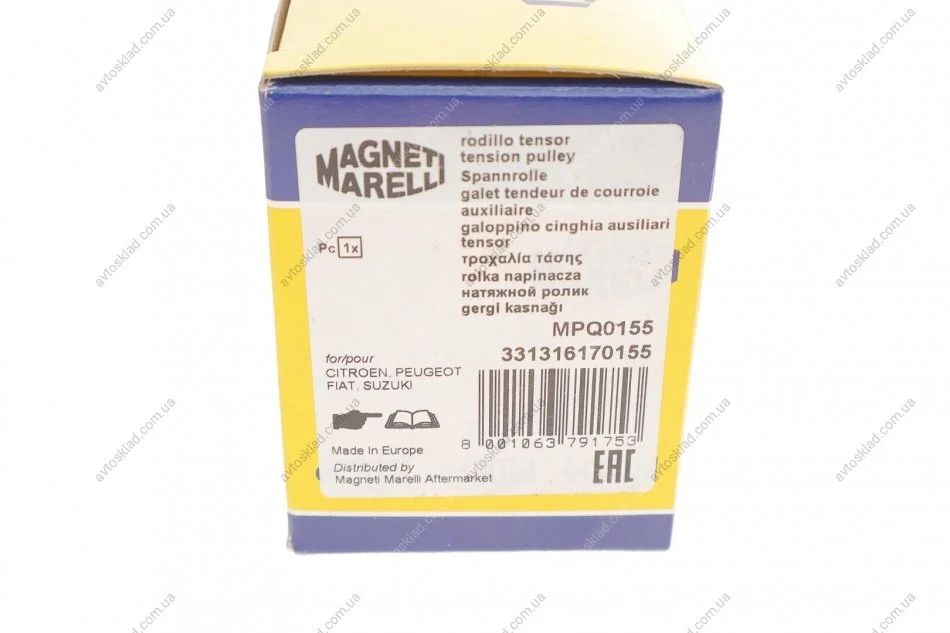 MAGNETI
MARELLI
rodillo tensor
tension pulley
Spannrolle
galet tendeur de courroie
auxiliaire
galoppino cinghia ausiliari
tensor
τροχαλία τάσης
rolka napinacza
натяжной ролик
gergi kasnağı
Pc 1x
MPQ0155
331316170155
for/pour
CITROEN, PEUGEOT,
FIAT, SUZUKI
8 001063 791753
Made In Europe
Distributed by
Magneti Marelli Aftermarket
EAC
avtosklad.com.ua